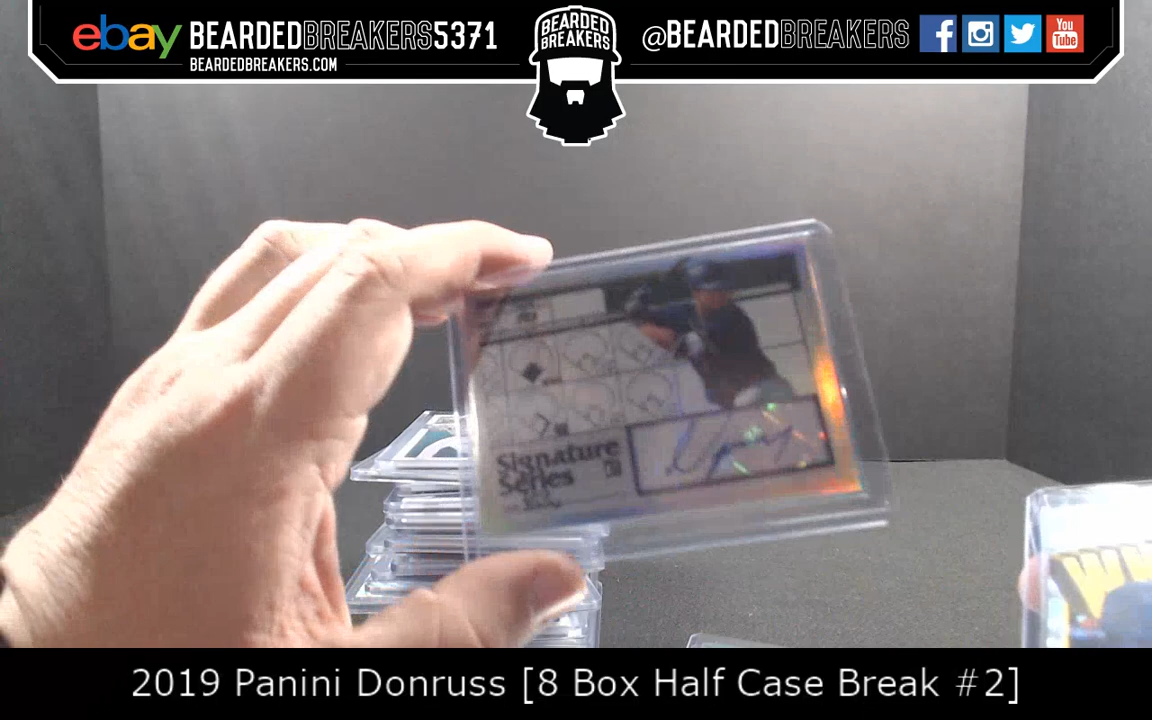 ebay BEARDEDBREAKERS5371
BEARDEDBREAKERS.COM
BEARDED
BREAKERS
@BEARDEDBREAKERS
You
Tube
Signature
Series
WW
2019 Panini Donruss [8 Box Half Case Break #2]